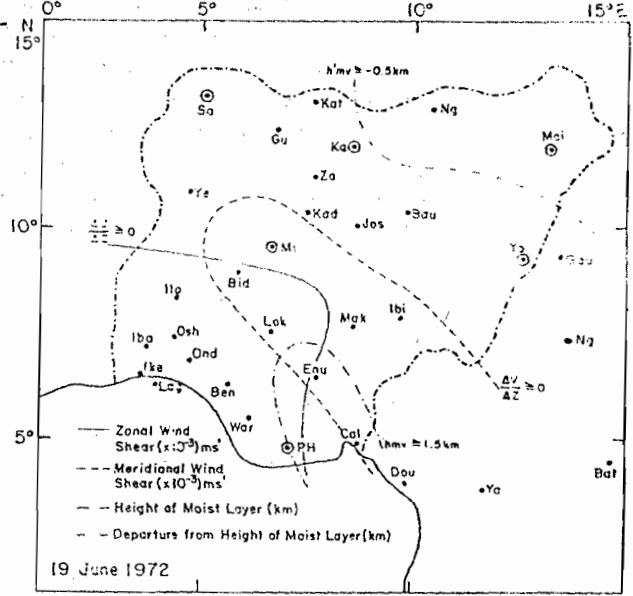 5° 10° 15°E
N
15°
h'mv ≅ -0.5km
Kat
Ng
Sa
Gu
Ka
Mai
Za
Ye
Kad
Bau
Jos
10°
≅ 0
Mi
Yo
Bid
Ilo
Ibi
Lok
Mak
Osh
Iba
Ng
Ond
Enu
Ike
Ben
ΔV/ΔZ ≅ 0
War
5°
Cal
PH
hmv ≅ 1.5km
Zonal Wind
Shear (x10⁻³)ms'
Meridional Wind
Shear (x10⁻³)ms'
Dou
Ya
Bat
Height of Moist Layer (km)
Departure from Height of Moist Layer (km)
19 June 1972